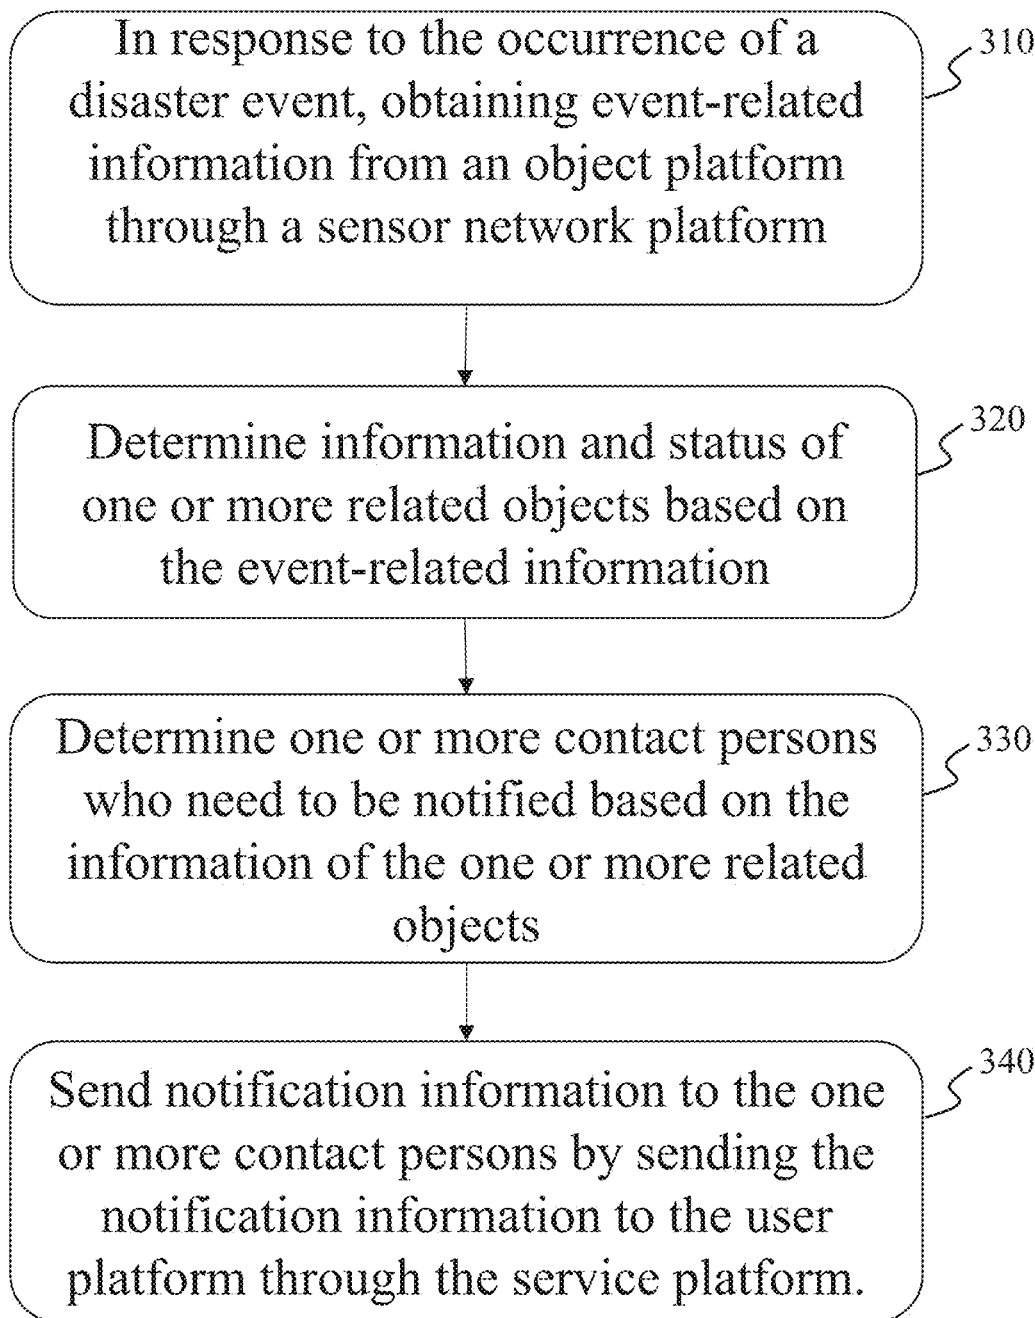 In response to the occurrence of a
disaster event, obtaining event-related
information from an object platform
through a sensor network platform
310
Determine information and status of
one or more related objects based on
the event-related information
320
Determine one or more contact persons
who need to be notified based on the
information of the one or more related
objects
330
Send notification information to the one
or more contact persons by sending the
notification information to the user
platform through the service platform.
340